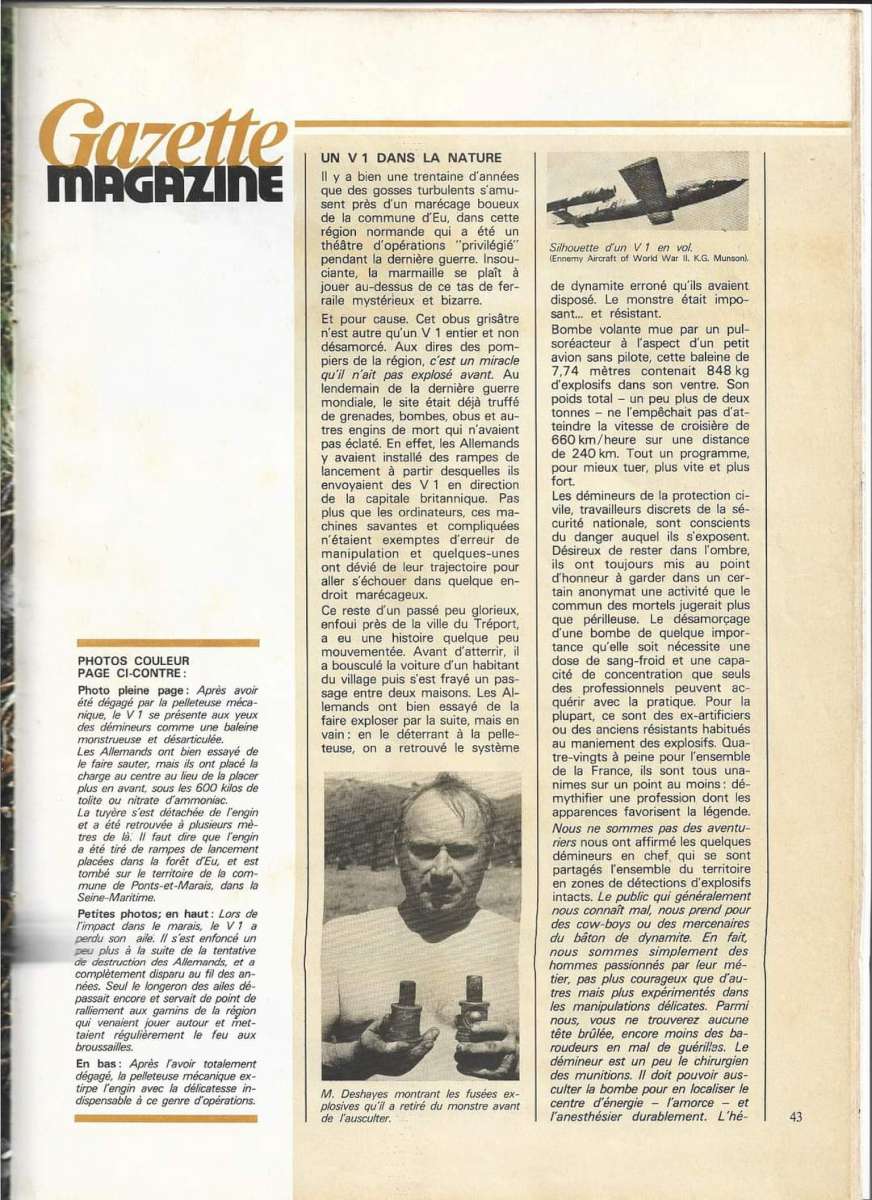 Gazette
MAGAZINE
PHOTOS COULEUR
PAGE CI-CONTRE :
Photo pleine page : Après avoir
été dégagé par la pelleteuse méca-
nique, le V 1 se présente aux yeux
des démineurs comme une baleine
monstrueuse et désarticulée.
Les Allemands ont bien essayé de
le faire sauter, mais ils ont placé la
charge au centre au lieu de la placer
plus en avant, sous les 600 kilos de
tolite ou nitrate d'ammoniac.
La tuyère s'est détachée de l'engin
et a été retrouvée à plusieurs mè-
tres de là. Il faut dire que l'engin
a été tiré de rampes de lancement
placées dans la forêt d'Eu, et est
tombé sur le territoire de la com-
mune de Ponts-et-Marais, dans la
Seine-Maritime.
Petites photos; en haut : Lors de
l'impact dans le marais, le V 1 a
perdu son aile. Il s'est enfoncé un
peu plus à la suite de la tentative
de destruction des Allemands, et a
complètement disparu au fil des an-
nées. Seul le longeron des ailes dé-
passait encore et servait de point de
ralliement aux gamins de la région
qui venaient jouer autour et met-
taient régulièrement le feu aux
broussailles.
En bas : Après l'avoir totalement
dégagé, la pelleteuse mécanique ex-
tirpe l'engin avec la délicatesse in-
dispensable à ce genre d'opérations.
UN V 1 DANS LA NATURE
Il y a bien une trentaine d'années
que des gosses turbulents s'amu-
sent près d'un marécage boueux
de la commune d'Eu, dans cette
région normande qui a été un
théâtre d'opérations "privilégié"
pendant la dernière guerre. Insou-
ciante, la marmaille se plaît à
jouer au-dessus de ce tas de fer-
raile mystérieux et bizarre.
Et pour cause. Cet obus grisâtre
n'est autre qu'un V 1 entier et non
désamorcé. Aux dires des pom-
piers de la région, c'est un miracle
qu'il n'ait pas explosé avant. Au
lendemain de la dernière guerre
mondiale, le site était déjà truffé
de grenades, bombes, obus et au-
tres engins de mort qui n'avaient
pas éclaté. En effet, les Allemands
y avaient installé des rampes de
lancement à partir desquelles ils
envoyaient des V 1 en direction
de la capitale britannique. Pas
plus que les ordinateurs, ces ma-
chines savantes et compliquées
n'étaient exemptes d'erreur de
manipulation et quelques-unes
ont dévié de leur trajectoire pour
aller s'échouer dans quelque en-
droit marécageux.
Ce reste d'un passé peu glorieux,
enfoui près de la ville du Tréport,
a eu une histoire quelque peu
mouvementée. Avant d'atterrir, il
a bousculé la voiture d'un habitant
du village puis s'est frayé un pas-
sage entre deux maisons. Les Al-
lemands ont bien essayé de la
faire exploser par la suite, mais en
vain : en le déterrant à la pelle-
teuse, on a retrouvé le système
M. Deshayes montrant les fusées ex-
plosives qu'il a retiré du monstre avant
de l'ausculter.
Silhouette d'un V 1 en vol.
(Ennemy Aircraft of World War II. K.G. Munson).
de dynamite erroné qu'ils avaient
disposé. Le monstre était impo-
sant... et résistant.
Bombe volante mue par un pul-
soréacteur à l'aspect d'un petit
avion sans pilote, cette baleine de
7,74 mètres contenait 848 kg
d'explosifs dans son ventre. Son
poids total – un peu plus de deux
tonnes – ne l'empêchait pas d'at-
teindre la vitesse de croisière de
660 km/heure sur une distance
de 240 km. Tout un programme,
pour mieux tuer, plus vite et plus
fort.
Les démineurs de la protection ci-
vile, travailleurs discrets de la sé-
curité nationale, sont conscients
du danger auquel ils s'exposent.
Désireux de rester dans l'ombre,
ils ont toujours mis au point
d'honneur à garder dans un cer-
tain anonymat une activité que le
commun des mortels jugerait plus
que périlleuse. Le désamorçage
d'une bombe de quelque impor-
tance qu'elle soit nécessite une
dose de sang-froid et une capa-
cité de concentration que seuls
des professionnels peuvent ac-
quérir avec la pratique. Pour la
plupart, ce sont des ex-artificiers
ou des anciens résistants habitués
au maniement des explosifs. Qua-
tre-vingts à peine pour l'ensemble
de la France, ils sont tous una-
nimes sur un point au moins : dé-
mythifier une profession dont les
apparences favorisent la légende.
Nous ne sommes pas des aventu-
riers nous ont affirmé les quelques
démineurs en chef qui se sont
partagés l'ensemble du territoire
en zones de détections d'explosifs
intacts. Le public qui généralement
nous connaît mal, nous prend pour
des cow-boys ou des mercenaires
du bâton de dynamite. En fait,
nous sommes simplement des
hommes passionnés par leur mé-
tier, pas plus courageux que d'au-
tres mais plus expérimentés dans
les manipulations délicates. Parmi
nous, vous ne trouverez aucune
tête brûlée, encore moins des ba-
roudeurs en mal de guérillas. Le
démineur est un peu le chirurgien
des munitions. Il doit pouvoir aus-
culter la bombe pour en localiser le
centre d'énergie – l'amorce – et
l'anesthésier durablement. L'hé-
43